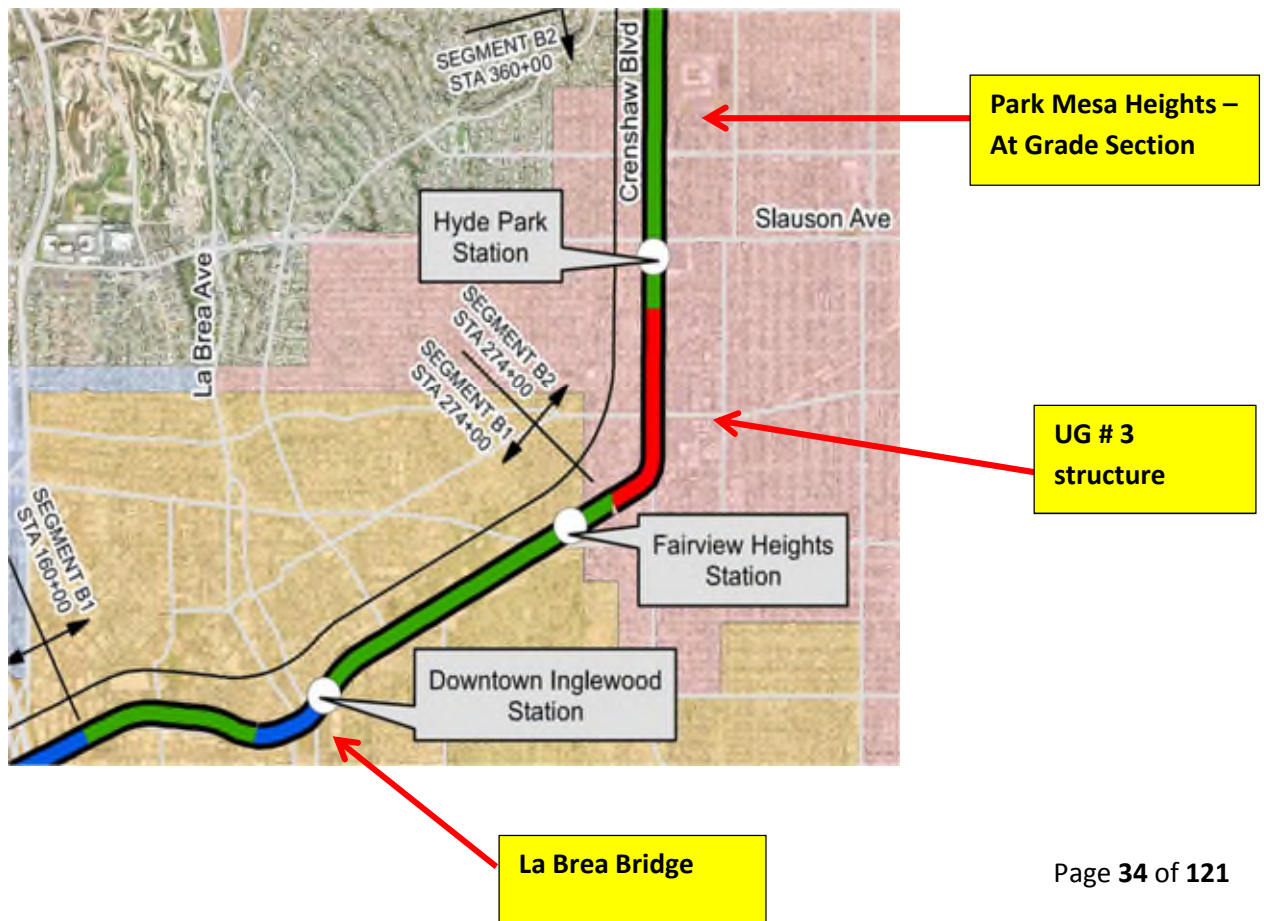 SEGMENT B2
STA 360+00
Crenshaw Blvd
Park Mesa Heights –
At Grade Section
Hyde Park
Station
Slauson Ave
La Brea Ave
SEGMENT B2
STA 274+00
SEGMENT B1
STA 274+00
UG # 3
structure
Fairview Heights
Station
SEGMENT B1
STA 160+00
Downtown Inglewood
Station
La Brea Bridge
Page 34 of 121